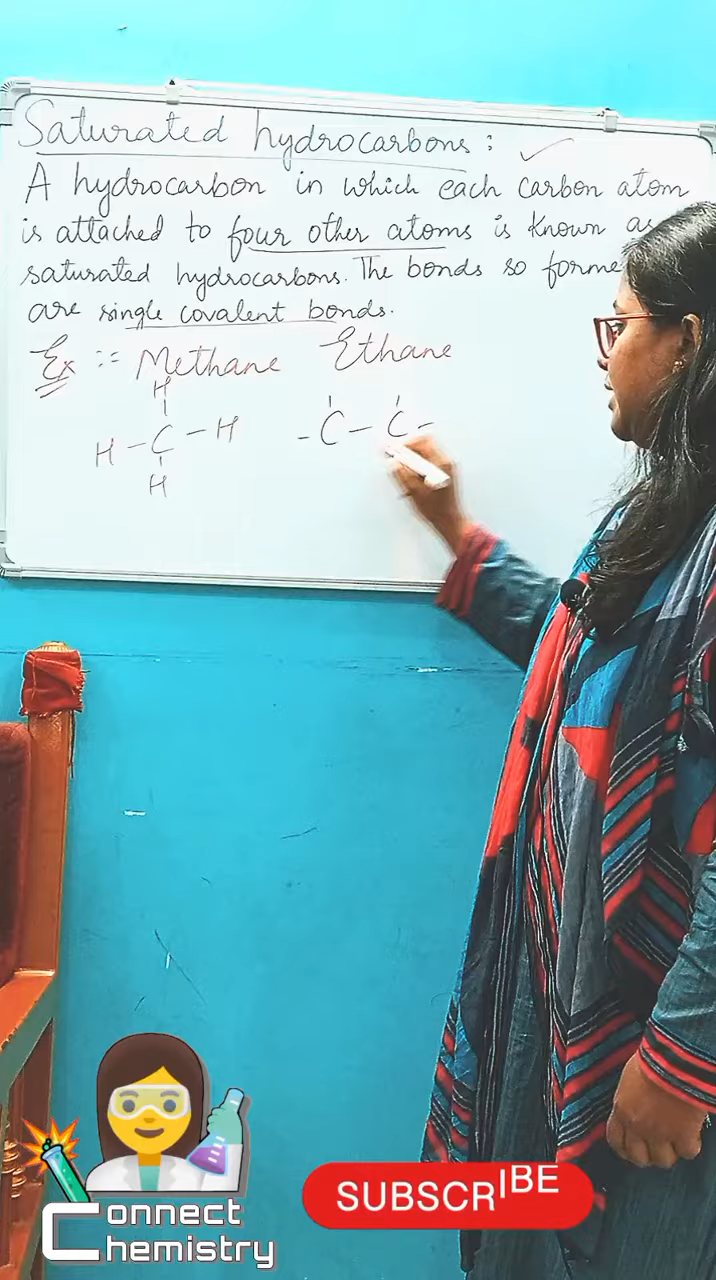 Saturated hydrocarbons :
A hydrocarbon in which each carbon atom
is attached to four other atoms is known as
saturated hydrocarbons. The bonds so forme
are single covalent bonds.
Ex :- Methane Ethane
H
H - C - H - C - C -
H
SUBSCRIBE
Connect
Chemistry